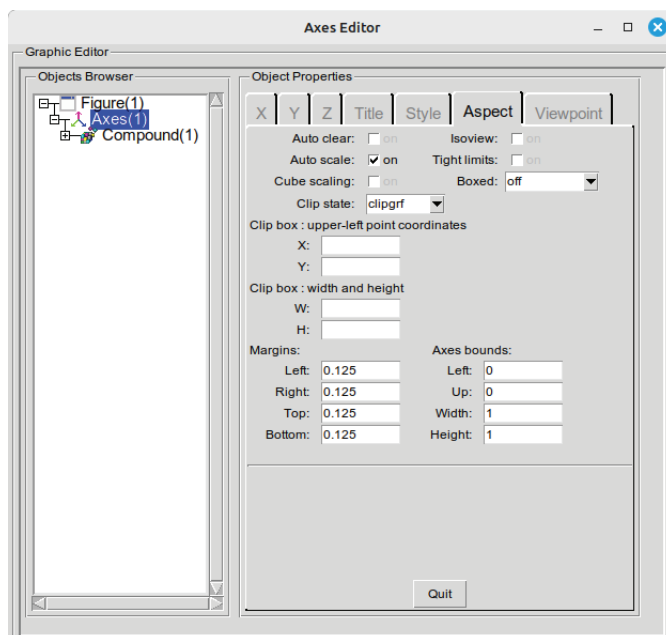 Axes Editor
Graphic Editor
Objects Browser
Figure(1)
Axes(1)
Compound(1)
Object Properties
X Y Z Title Style Aspect Viewpoint
Auto clear: on Isoview: on
Auto scale: on Tight limits: on
Cube scaling: on Boxed: off
Clip state: clipgrf
Clip box : upper-left point coordinates
X:
Y:
Clip box : width and height
W:
H:
Margins: Axes bounds:
Left: 0.125 Left: 0
Right: 0.125 Up: 0
Top: 0.125 Width: 1
Bottom: 0.125 Height: 1
Quit